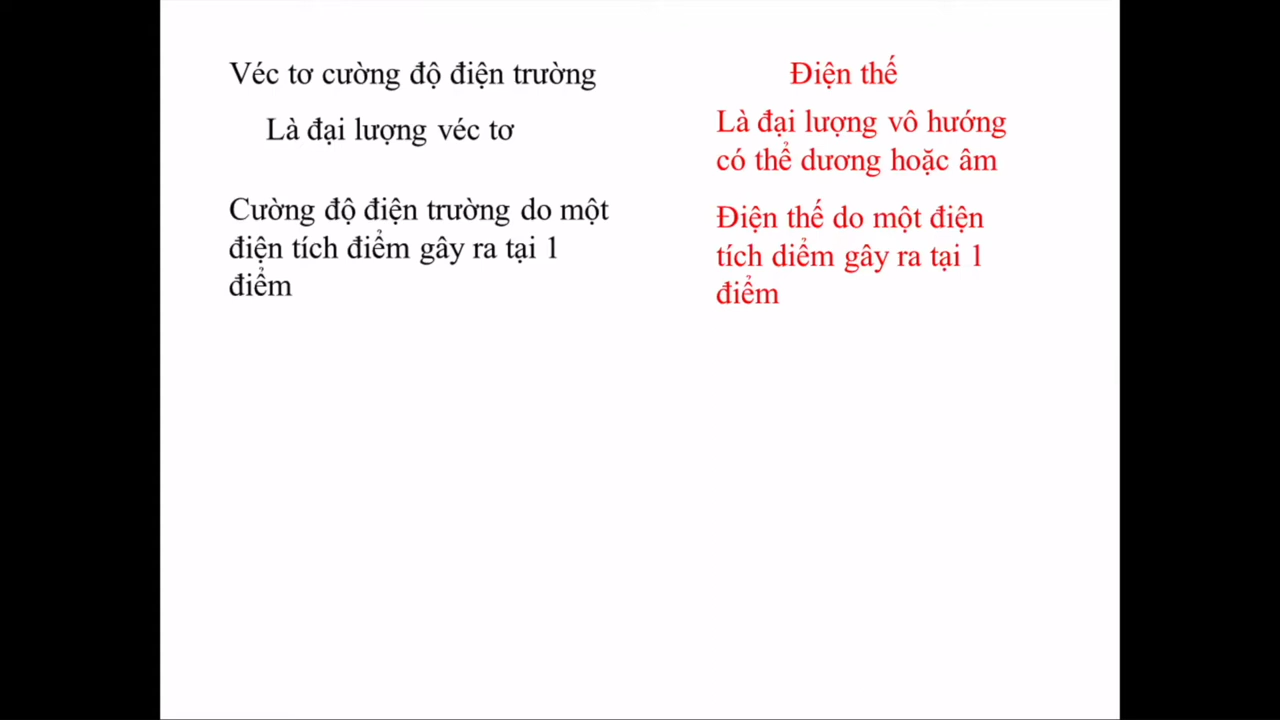 Véc tơ cường độ điện trường
Là đại lượng véc tơ
Cường độ điện trường do một
điện tích điểm gây ra tại 1
điểm
Điện thế
Là đại lượng vô hướng
có thể dương hoặc âm
Điện thế do một điện
tích diểm gây ra tại 1
điểm